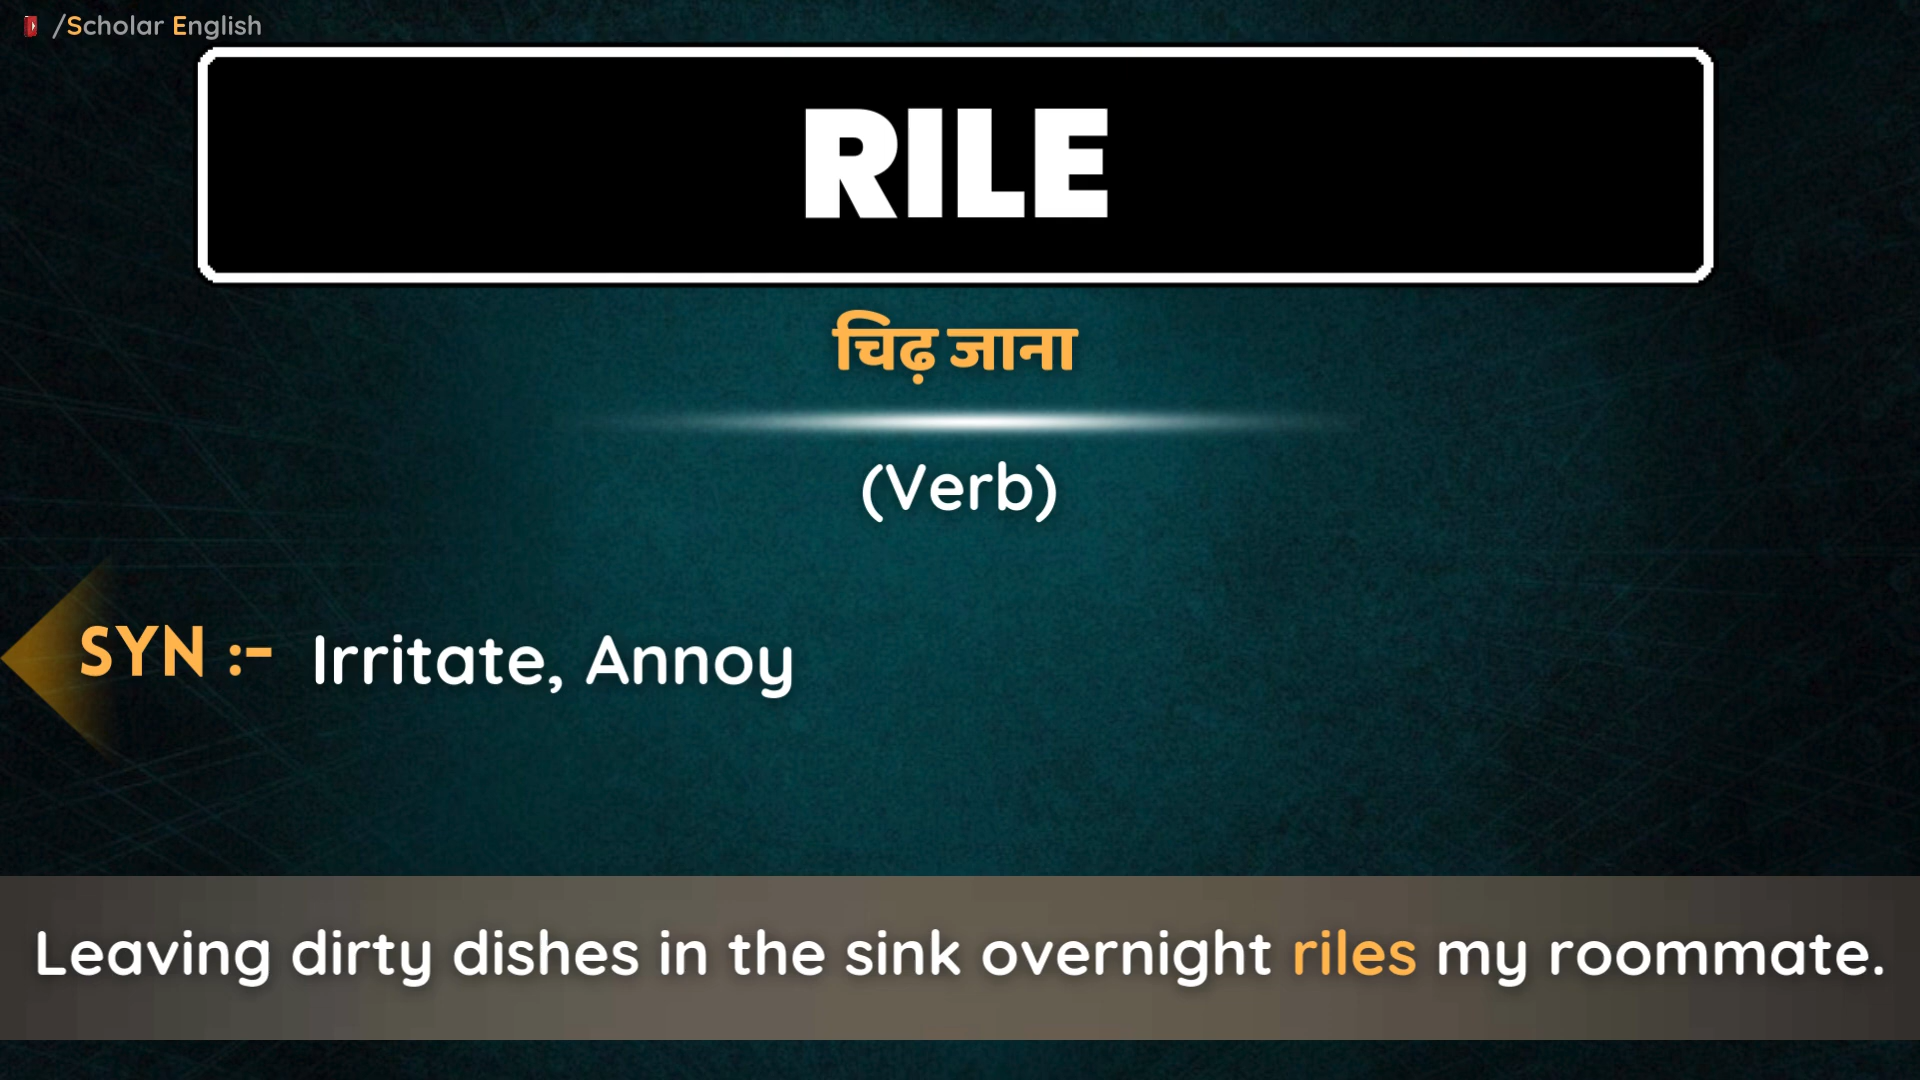 /Scholar English
RILE
चिढ़ जाना
(Verb)
SYN :- Irritate, Annoy
Leaving dirty dishes in the sink overnight riles my roommate.